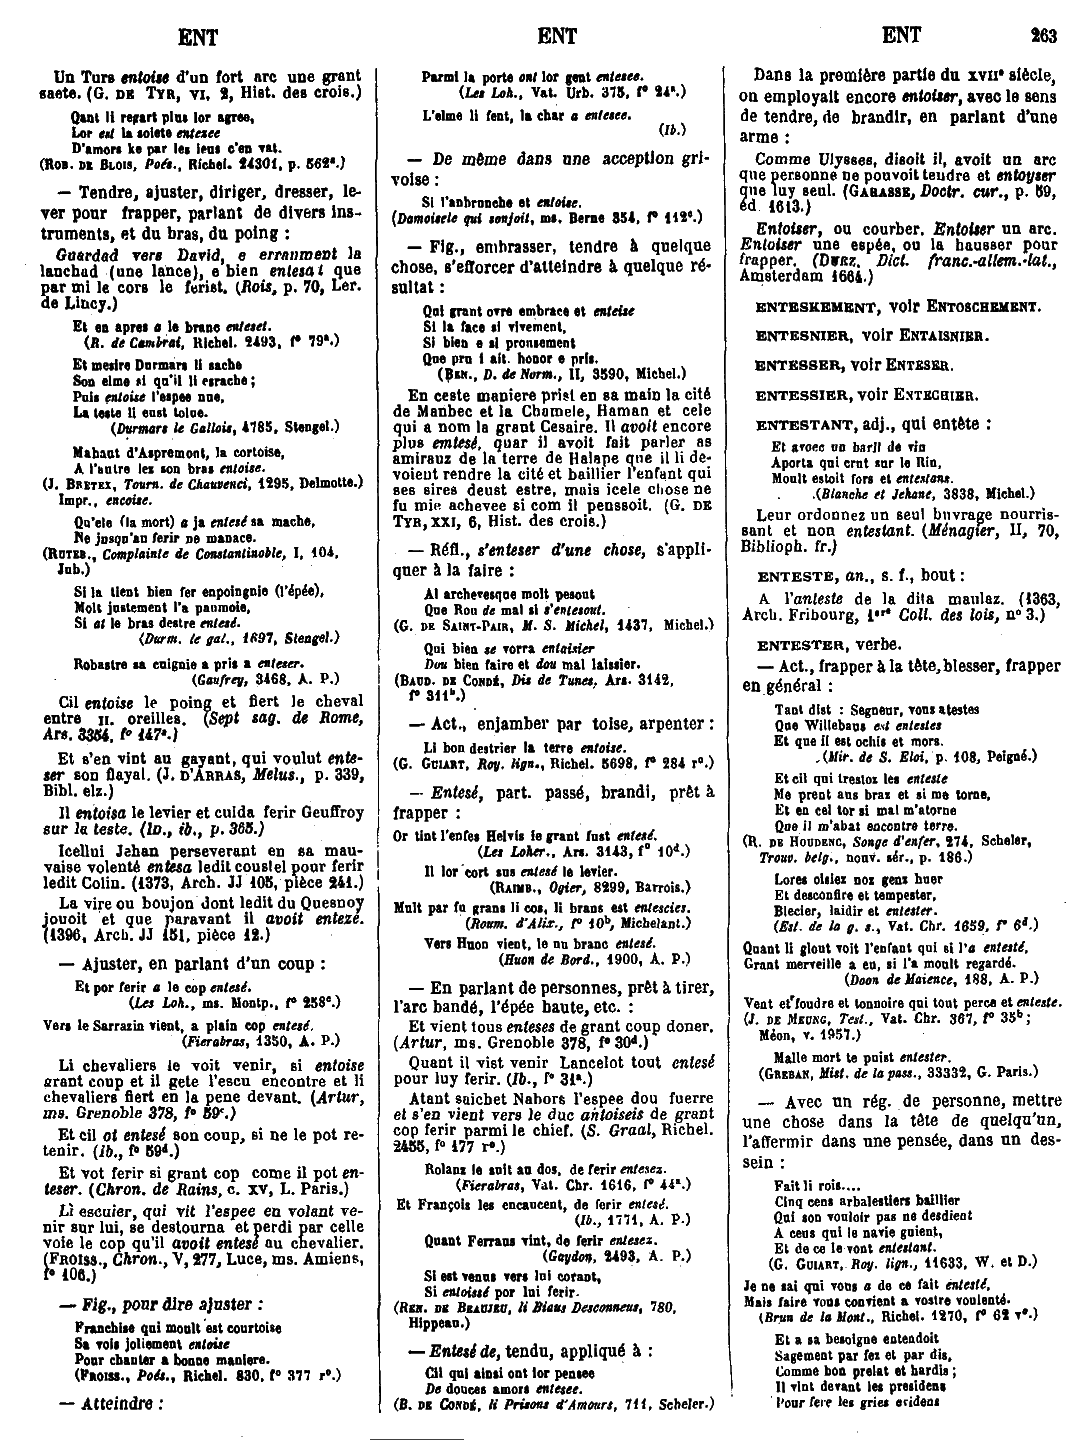 ENT
ENT
ENT
263
Un Turs entoise d'un fort arc une grant
saete. (G. DE TYR, VI, 2, Hist. des crois.)
Qant li regart plus lor agree,
Lor est la soiete entezee
D'amors ke par les ieus c'en vat.
(ROB. DE BLOIS, Poés., Richel. 24301, p. 562ª.)
— Tendre, ajuster, diriger, dresser, le-
ver pour frapper, parlant de divers ins-
truments, et du bras, du poing :
Guardad vers David, e erranment la
lanchad (une lance), e bien entesat que
par mi le cors le ferist. (Rois, p. 70, Ler.
de Lincy.)
Et en apres a le branc enteset.
(R. de Cambrai, Richel. 2493, fº 79ª.)
Et mesire Durmars li sache
Son elme si qu'il li esrache ;
Puis entoise l'espee nue,
La teste li eust tolue.
(Durmars le Gallois, 4785, Stengel.)
Mahaut d'Aspremont, la cortoise,
A l'autre lez son bras entoise.
(J. BRETEX, Tourn. de Chauvenci, 1295, Delmotte.)
Impr., encoise.
Qu'ele (la mort) a ja entesé sa mache,
Ne jusqu'au ferir ne manace.
(RUTEB., Complainte de Constantinoble, I, 104,
Jub.)
Si la tient bien fer enpoingnie (l'épée),
Molt justement l'a paumoie,
Si at le bras destre entesé.
(Durm. le gal., 1697, Stengel.)
Robastre sa cuignie a pris a enteser.
(Gaufrey, 3468, A. P.)
Cil entoise le poing et fiert le cheval
entre II. oreilles. (Sept sag. de Rome,
Ars. 3354, fº 147ª.)
Et s'en vint au gayant, qui voulut ente-
ser son flayal. (J. D'ARRAS, Melus., p. 339,
Bibl. elz.)
Il entoisa le levier et cuida ferir Geuffroy
sur la teste. (ID., ib., p. 365.)
Icellui Jehan perseverant en sa mau-
vaise volenté entesa ledit coustel pour ferir
ledit Colin. (1373, Arch. JJ 105, pièce 241.)
La vire ou boujon dont ledit du Quesnoy
jouoit et que paravant il avoit entezé.
(1396, Arch. JJ 151, pièce 12.)
— Ajuster, en parlant d'un coup :
Et por ferir a le cop entesé.
(Les Loh., ms. Montp., fº 258ᶜ.)
Vers le Sarrazin vient, a plain cop entesé.
(Fierabras, 1350, A. P.)
Li chevaliers le voit venir, si entoise
grant coup et il gete l'escu encontre et li
chevaliers fiert en la pene devant. (Artur,
ms. Grenoble 378, fº 59ᶜ.)
Et cil ot entesé son coup, si ne le pot re-
tenir. (ib., fº 59ᵈ.)
Et vot ferir si grant cop come il pot en-
teser. (Chron. de Rains, c. XV, L. Paris.)
Li escuier, qui vit l'espee en volant ve-
nir sur lui, se destourna et perdi par celle
voie le cop qu'il avoit entesé au chevalier.
(FROISS., Chron., V, 277, Luce, ms. Amiens,
fº 106.)
— Fig., pour dire ajuster :
Franchise qui moult est courtoise
Sa vois joliement entoise
Pour chanter a bonne maniere.
(FROISS., Poés., Richel. 830, fº 377 rº.)
— Atteindre :
Parmi la porte ont lor gent entesee.
(Les Loh., Vat. Urb. 375, fº 24ª.)
L'elme li fent, la char a entesee.
(Ib.)
— De même dans une acception gri-
voise :
Si l'anbronche et entoise.
(Damoisele qui sonjoit, ms. Berne 354, fº 112ᶜ.)
— Fig., embrasser, tendre à quelque
chose, s'efforcer d'atteindre à quelque ré-
sultat :
Qui grant ovre embrace et enteise
Si la face si vivement,
Si bien e si prousement
Que pru i ait, honor e pris.
(BEN., D. de Norm., II, 3590, Michel.)
En ceste maniere prist en sa main la cité
de Manbec et la Chamele, Haman et cele
qui a nom la grant Cesaire. Il avoit encore
plus emtesé, quar il avoit fait parler as
amirauz de la terre de Halape que il li de-
voient rendre la cité et baillier l'enfant qui
ses sires deust estre, mais icele chose ne
fu mie achevee si com il penssoit. (G. DE
TYR, XXI, 6, Hist. des crois.)
— Réfl., s'enteser d'une chose, s'appli-
quer à la faire :
Al archevesque molt pesout
Que Rou de mal si s'entesout.
(G. DE SAINT-PAIR, M. S. Michel, 1437, Michel.)
Qui bien se vorra entaisier
Dou bien faire et dou mal laissier.
(BAUD. DE CONDÉ, Dis de Tunes, Ars. 3142,
fº 311ᵇ.)
— Act., enjamber par toise, arpenter :
Li bon destrier la terre entoise.
(G. GUIART, Roy. lign., Richel. 5698, fº 284 rº.)
— Entesé, part. passé, brandi, prêt à
frapper :
Or tint l'enfes Helvis le grant fust entesé.
(Les Loher., Ars. 3143, fº 10ᵈ.)
Il lor cort sus entesé le levier.
(RAIMB., Ogier, 8299, Barrois.)
Mult par fu grans li cos, li brans est entescies.
(Roum. d'Alix., fº 10ᵇ, Michelant.)
Vers Huon vient, le nu branc entesé.
(Huon de Bord., 1900, A. P.)
— En parlant de personnes, prêt à tirer,
l'arc bandé, l'épée haute, etc. :
Et vient tous enteses de grant coup doner.
(Artur, ms. Grenoble 378, fº 30ᵈ.)
Quant il vist venir Lancelot tout entesé
pour luy ferir. (Ib., fº 31ª.)
Atant saichet Nabors l'espee dou fuerre
et s'en vient vers le duc antoiseis de grant
cop ferir parmi le chief. (S. Graal, Richel.
2455, fº 177 rº.)
Rolanz le suit au dos, de ferir entesez.
(Fierabras, Vat. Chr. 1616, fº 44ª.)
Et François les encaucent, de ferir entesé.
(Ib., 1771, A. P.)
Quant Ferraus vint, de ferir entesez.
(Gaydon, 2493, A. P.)
Si est venus vers lui corant,
Si entoissé por lui ferir.
(REN. DE BEAUJEU, li Biaus Desconneus, 780,
Hippeau.)
— Entesé de, tendu, appliqué à :
Cil qui ainsi ont lor pensee
De douces amors entesee.
(B. DE CONDÉ, li Prisons d'Amours, 711, Scheler.)
Dans la première partie du XVIIᵉ siècle,
on employait encore entoiser, avec le sens
de tendre, de brandir, en parlant d'une
arme :
Comme Ulysses, disoit il, avoit un arc
que personne ne pouvoit tendre et entoyser
que luy seul. (GARASSE, Doctr. cur., p. 59,
éd. 1613.)
Entoiser, ou courber. Entoiser un arc.
Entoiser une espée, ou la hausser pour
frapper. (DUEZ, Dict. franc.-allem.-lat.,
Amsterdam 1664.)
ENTESKEMENT, voir ENTOSCHEMENT.
ENTESNIER, voir ENTAISNIER.
ENTESSER, voir ENTESER.
ENTESSIER, voir ENTECHIER.
ENTESTANT, adj., qui entête :
Et avoec un baril de vin
Aporta qui crut sur le Rin,
Moult estoit fors et entestans.
(Blanche et Jehane, 3838, Michel.)
Leur ordonnez un seul buvrage nourris-
sant et non entestant. (Ménagier, II, 70,
Biblioph. fr.)
ENTESTE, an., s. f., bout :
A l'anteste de la dita maulaz. (1363,
Arch. Fribourg, 1ᵉʳᵉ Coll. des lois, nº 3.)
ENTESTER, verbe.
— Act., frapper à la tête, blesser, frapper
en général :
Tant dist : Segneur, vous atestes
Que Willebaus est entestes
Et que il est ochis et mors.
(Mir. de S. Eloi, p. 108, Peigné.)
Et cil qui trestoz les enteste
Me prent aus braz et si me torne,
Et en cel tor si mal m'atorne
Que il m'abat encontre terre.
(R. DE HOUDENC, Songe d'enfer, 274, Scheler,
Trouv. belg., nouv. sér., p. 186.)
Lores oïsiez noz genz huer
Et desconfire et tempester,
Blecier, laidir et entester.
(Est. de la g. s., Vat. Chr. 1659, fº 6ᵈ.)
Quant li glout voit l'enfant qui si l'a entesté,
Grant merveille a eu, si l'a moult regardé.
(Doon de Maience, 188, A. P.)
Vent et foudre et tonnoire qui tout perce et enteste.
(J. DE MEUNG, Test., Vat. Chr. 367, fº 35ᵇ ;
Méon, v. 1957.)
Malle mort te puist entester.
(GREBAN, Mist. de la pass., 33332, G. Paris.)
— Avec un rég. de personne, mettre
une chose dans la tête de quelqu'un,
l'affermir dans une pensée, dans un des-
sein :
Fait li rois....
Cinq cens arbalestiers baillier
Qui son vouloir pas ne desdient
A ceus qui le navie guient,
Et de ce le vont entestant.
(G. GUIART, Roy. lign., 11633, W. et D.)
Je ne sai qui vous a de ce fait entesté,
Mais faire vous convient a vostre voulenté.
(Brun de la Mont., Richel. 1270, fº 62 vº.)
Et a sa besoigne entendoit
Sagement par fez et par dis,
Comme bon prelat et hardis ;
Il vint devant les presidens
Pour fere les gries evidens